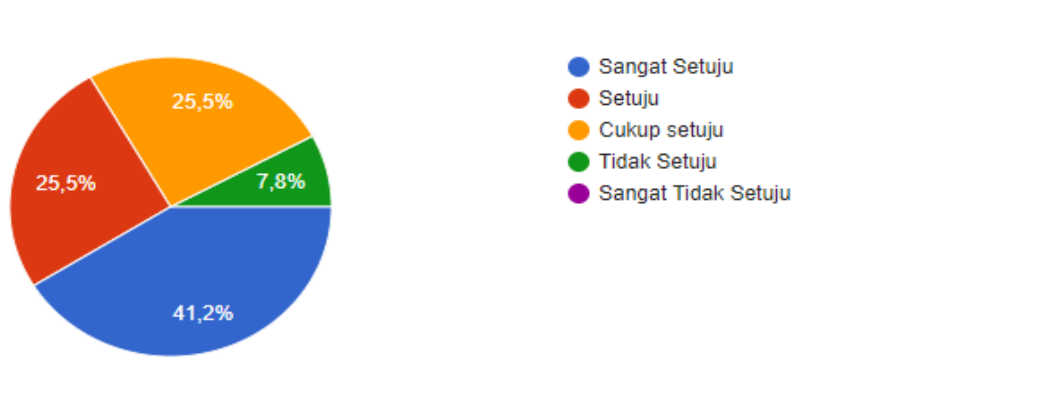 25,5%
25,5%
7,8%
41,2%
Sangat Setuju
Setuju
Cukup setuju
Tidak Setuju
Sangat Tidak Setuju